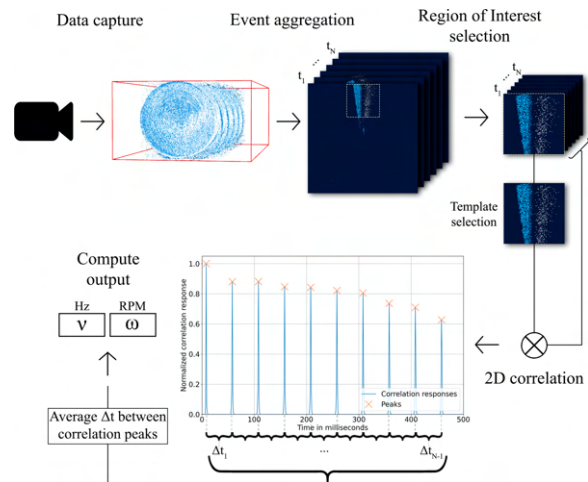 Data capture
Event aggregation
Region of Interest
selection
t1
tN
t1
tN
Template
selection
Compute
output
Hz
RPM
ν
ω
Normalized correlation response
1.0
0.8
0.6
0.4
0.2
0.0
Correlation responses
Peaks
0
100
200
300
400
500
Time in milliseconds
2D correlation
Average Δt between
correlation peaks
Δt1
...
ΔtN-1